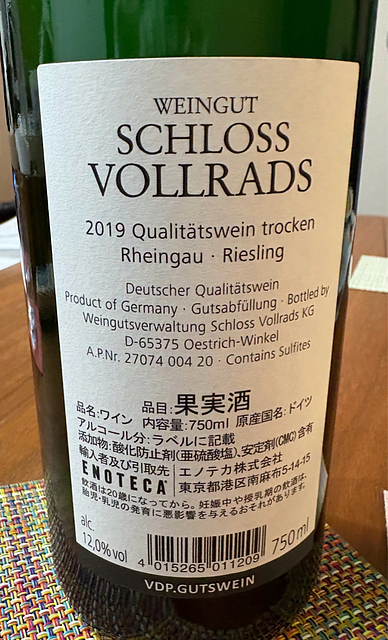 WEINGUT
SCHLOSS
VOLLRADS
2019 Qualitätswein trocken
Rheingau · Riesling
Deutscher Qualitätswein
Product of Germany · Gutsabfüllung · Bottled by
Weingutsverwaltung Schloss Vollrads KG
D-65375 Oestrich-Winkel
A.P.Nr. 27074 004 20 · Contains Sulfites
品名:ワイン 品目:果実酒
アルコール分:ラベルに記載 内容量:750ml 原産国名:ドイツ
添加物:酸化防止剤(亜硫酸塩)、安定剤(CMC)含有
輸入者及び引取先 エノテカ株式会社
ENOTECA 東京都港区南麻布5-14-15
飲酒は20歳になってから。妊娠中や授乳期の飲酒は、
胎児・乳児の発育に悪影響を与えるおそれがあります。
alc.
12,0% vol
4 015265 011209
750 ml
VDP.GUTSWEIN